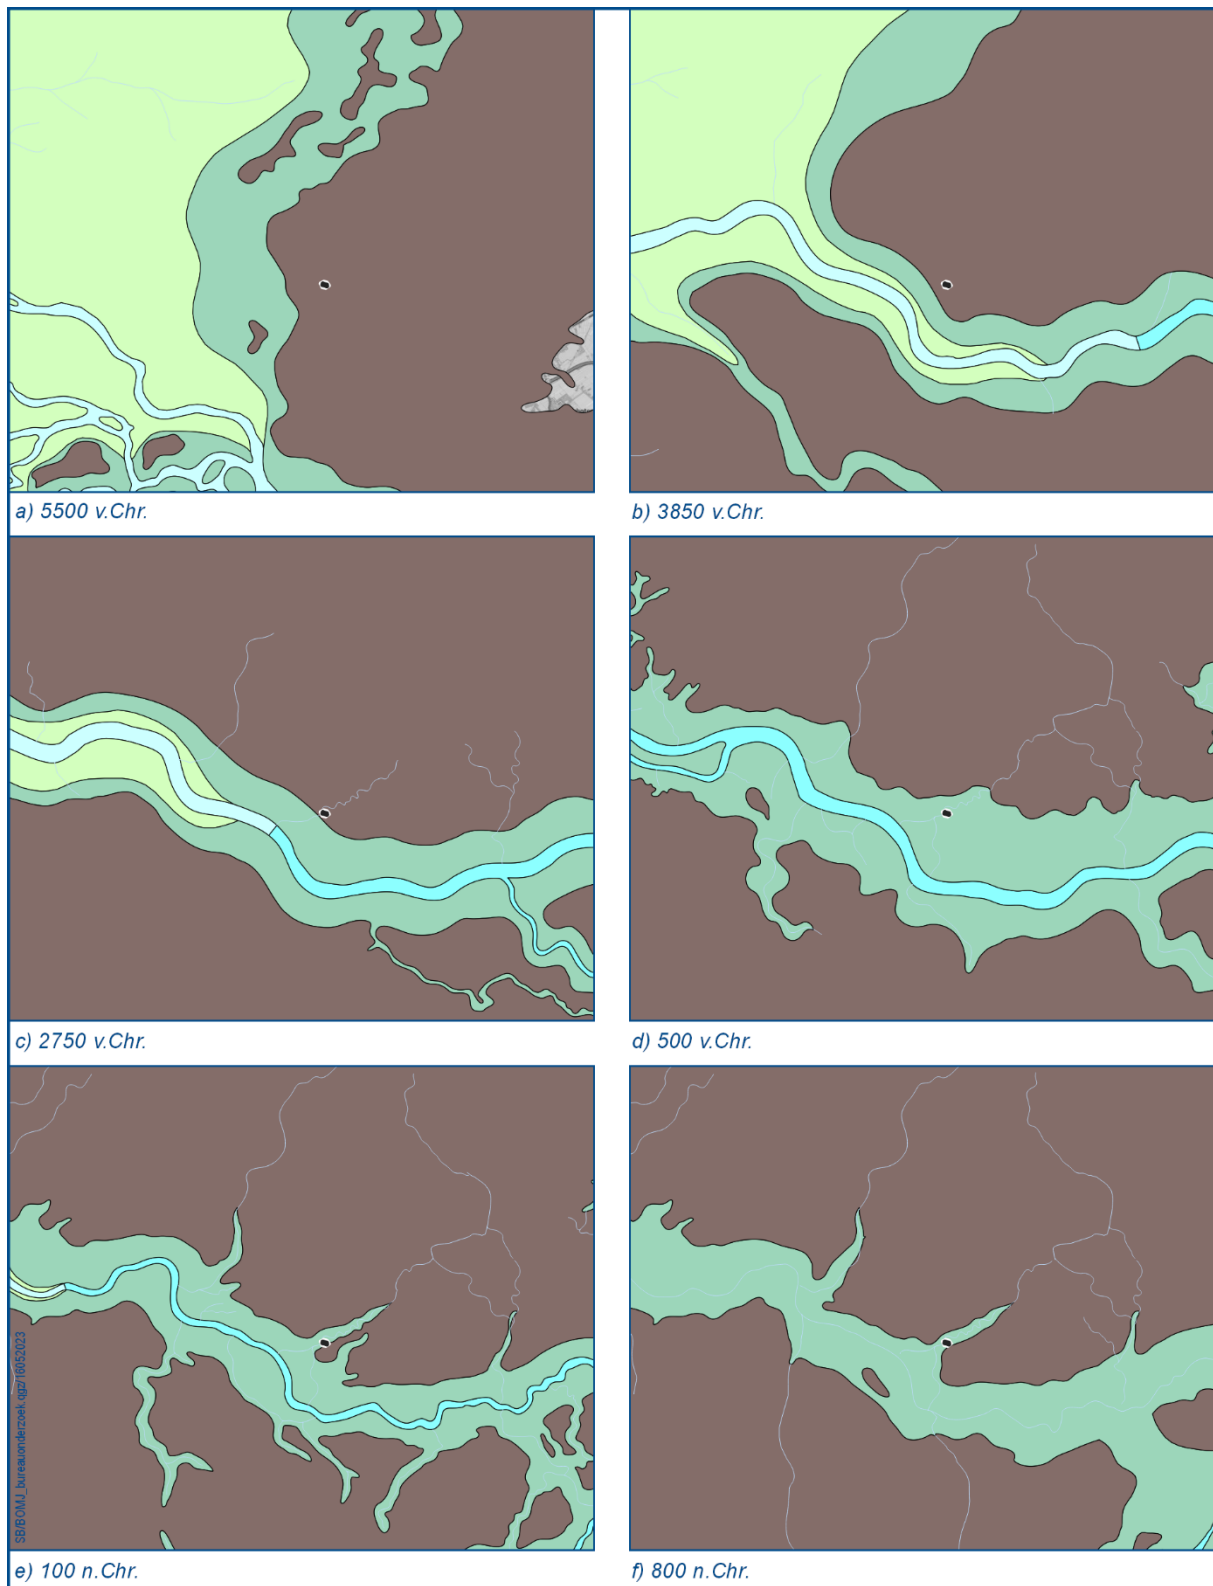 a) 5500 v.Chr.
b) 3850 v.Chr.
c) 2750 v.Chr.
d) 500 v.Chr.
SB/BOMJ_bureauonderzoek.qgz/16052023
e) 100 n.Chr.
f) 800 n.Chr.